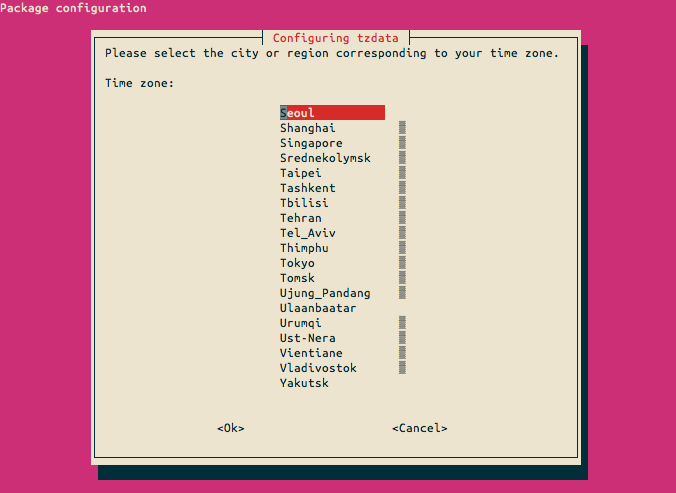 Package configuration
Configuring tzdata
Please select the city or region corresponding to your time zone.
Time zone:
Seoul
Shanghai
Singapore
Srednekolymsk
Taipei
Tashkent
Tbilisi
Tehran
Tel_Aviv
Thimphu
Tokyo
Tomsk
Ujung_Pandang
Ulaanbaatar
Urumqi
Ust-Nera
Vientiane
Vladivostok
Yakutsk
<Ok> <Cancel>